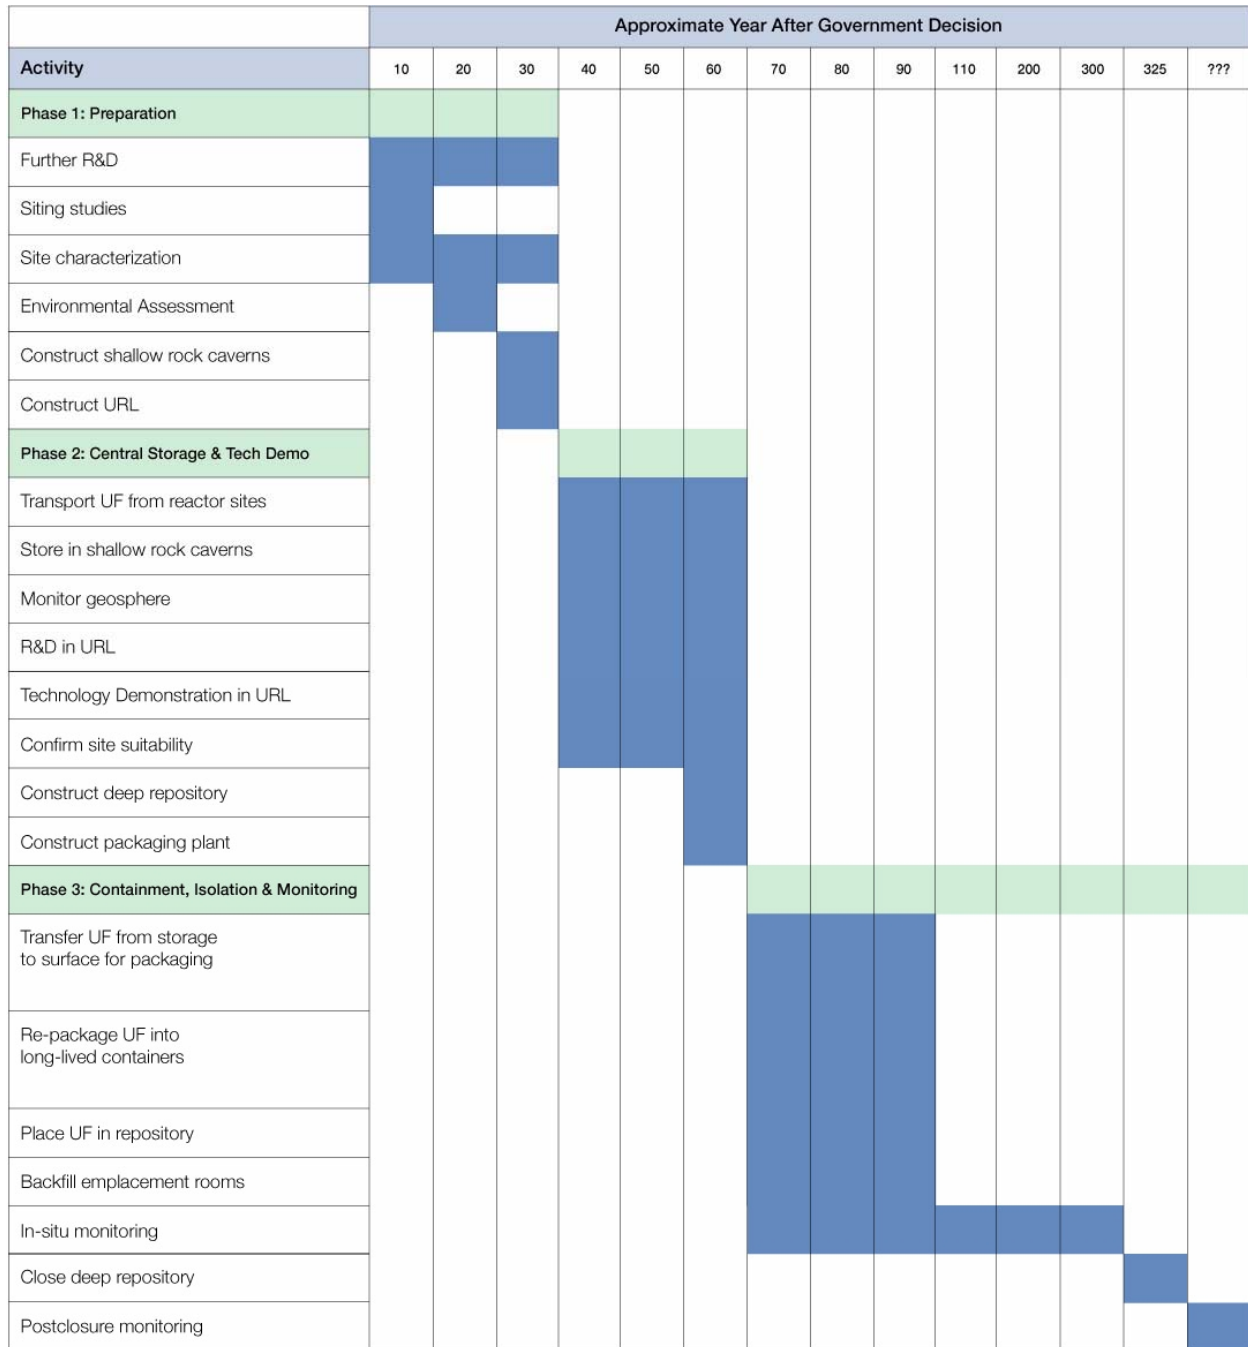 Approximate Year After Government Decision
Activity 10 20 30 40 50 60 70 80 90 110 200 300 325 ???
Phase 1: Preparation
Further R&D
Siting studies
Site characterization
Environmental Assessment
Construct shallow rock caverns
Construct URL
Phase 2: Central Storage & Tech Demo
Transport UF from reactor sites
Store in shallow rock caverns
Monitor geosphere
R&D in URL
Technology Demonstration in URL
Confirm site suitability
Construct deep repository
Construct packaging plant
Phase 3: Containment, Isolation & Monitoring
Transfer UF from storage
to surface for packaging
Re-package UF into
long-lived containers
Place UF in repository
Backfill emplacement rooms
In-situ monitoring
Close deep repository
Postclosure monitoring